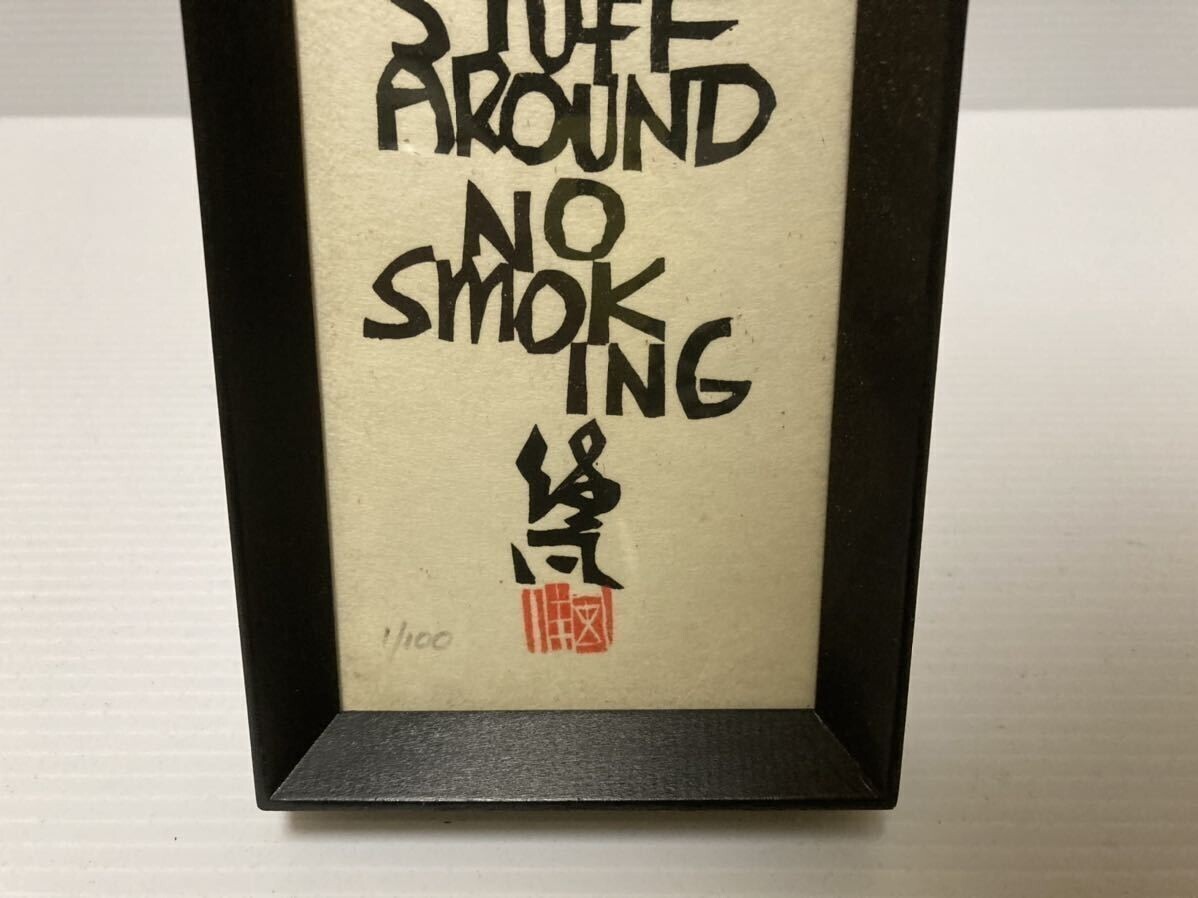 STUFF
AROUND
NO
SMOK
ING
1/100